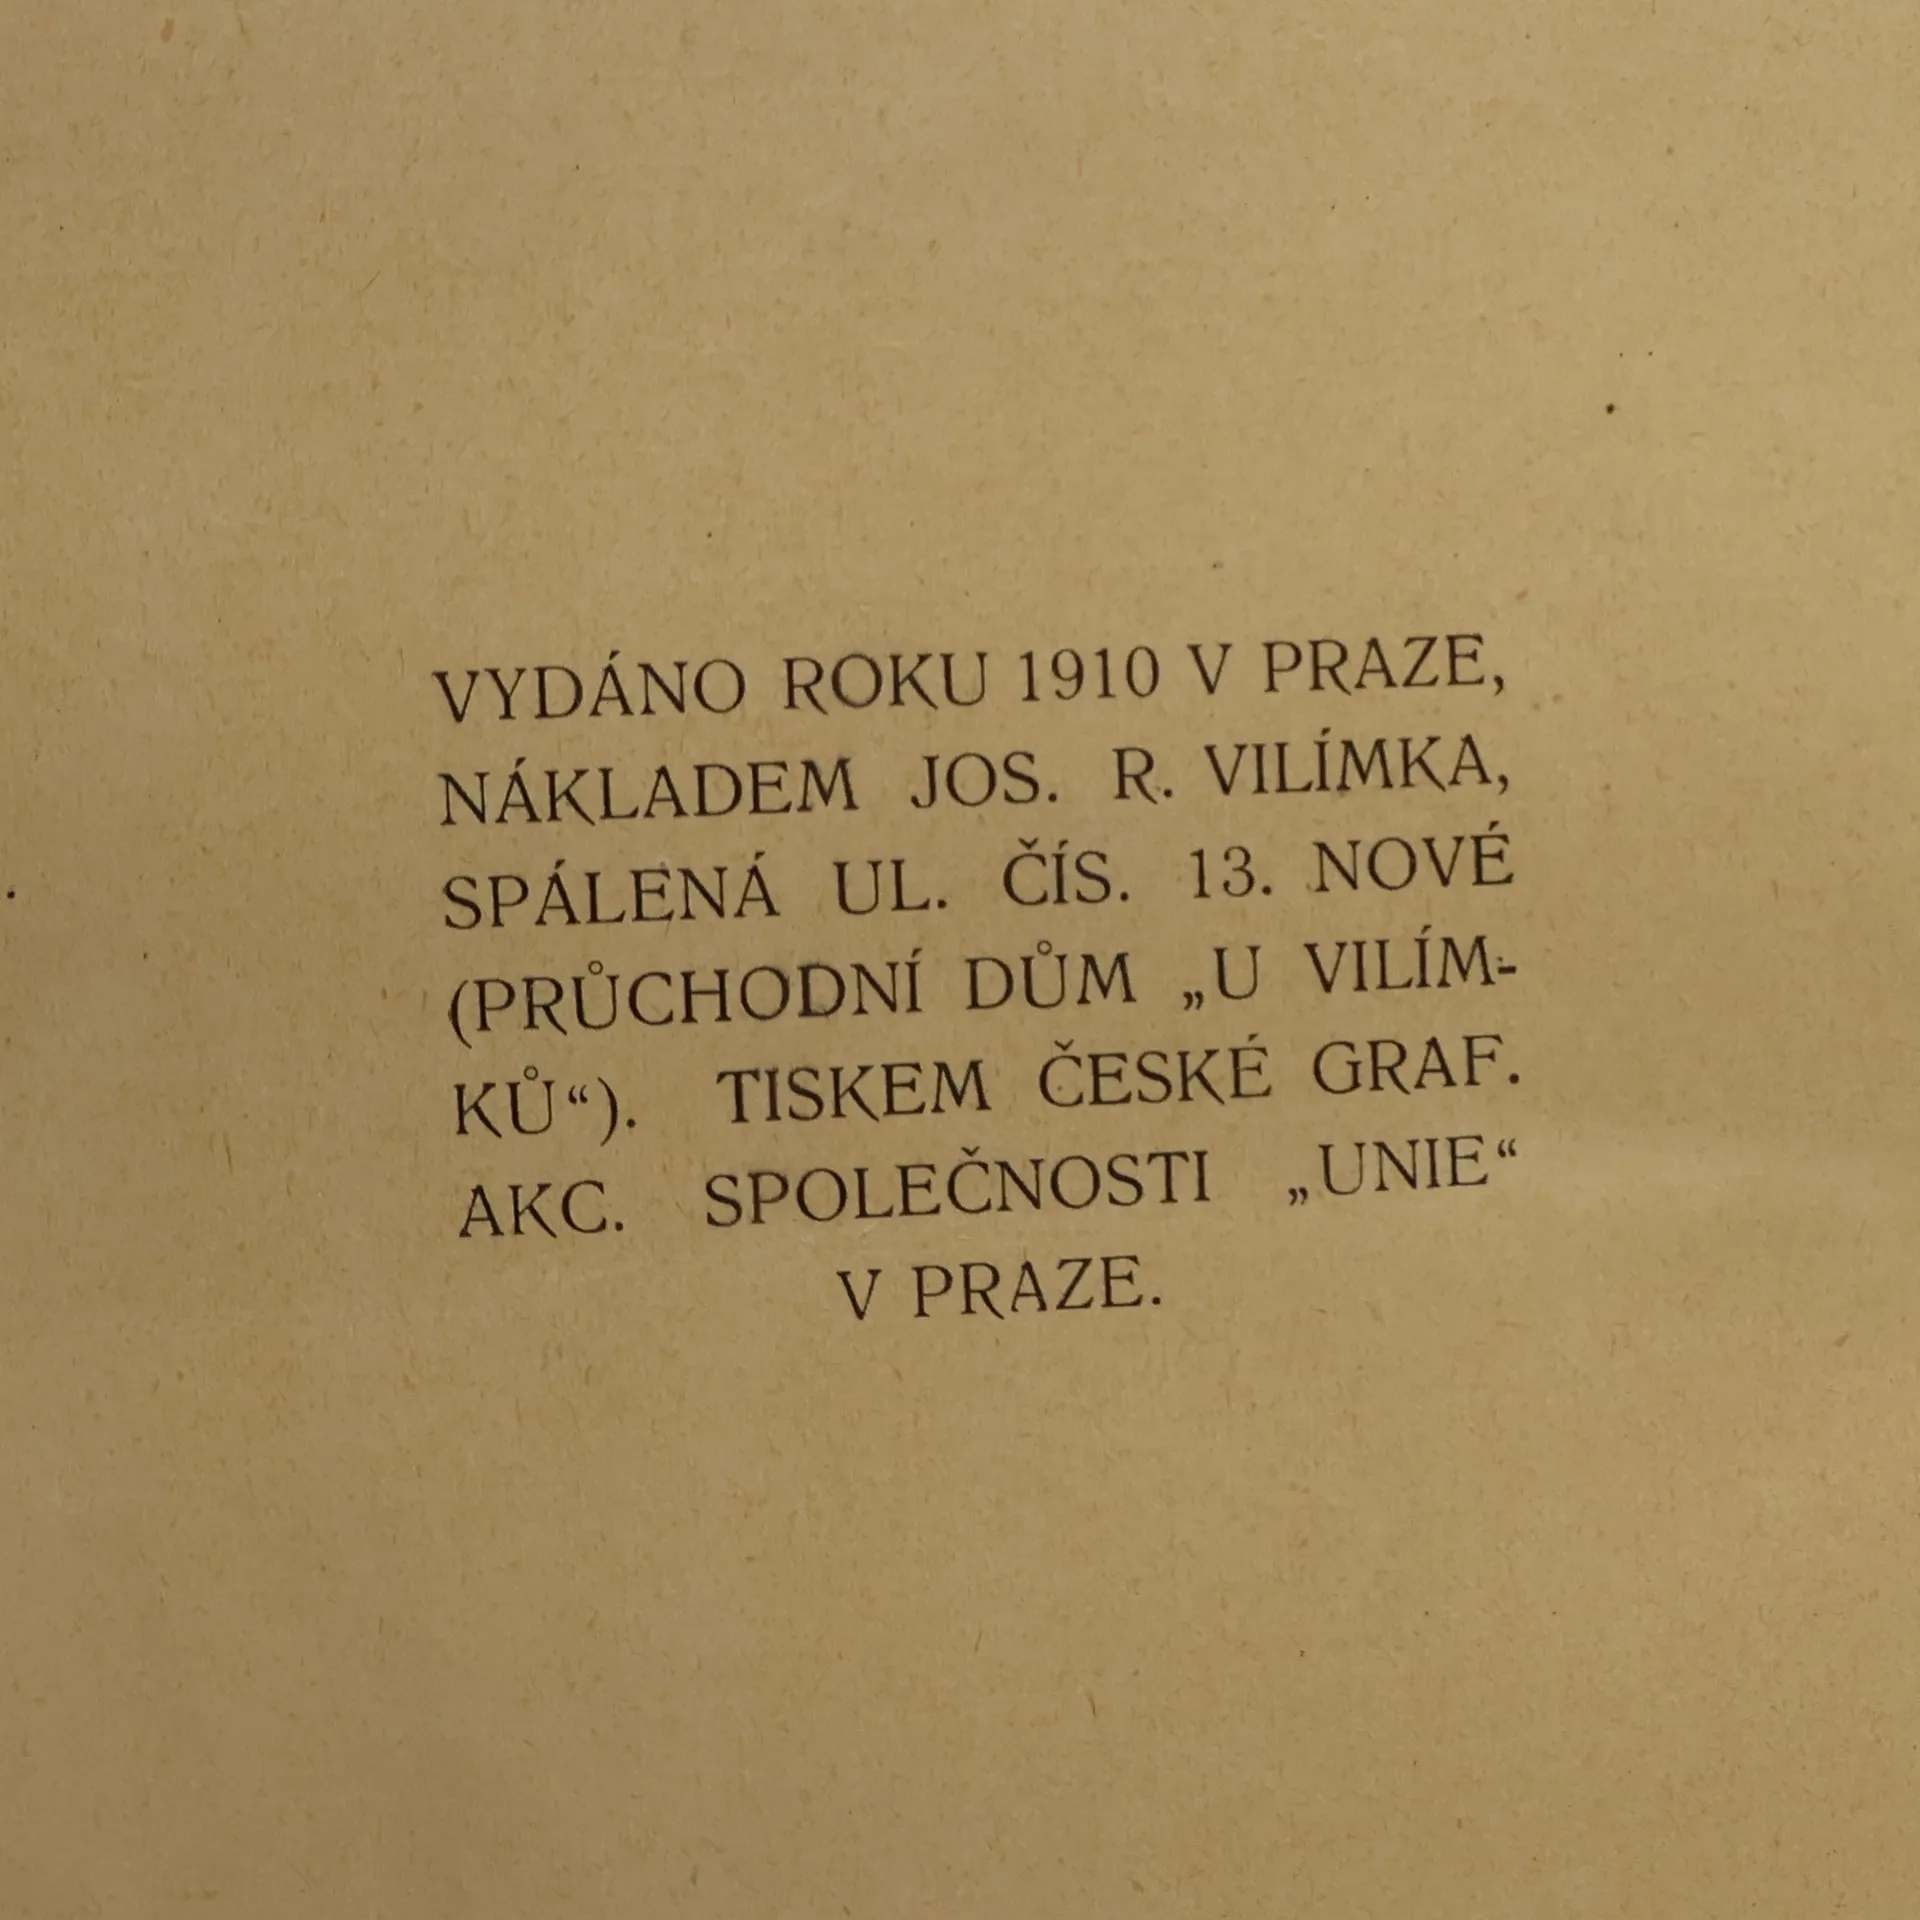 VYDÁNO ROKU 1910 V PRAZE,
NÁKLADEM JOS. R. VILÍMKA,
SPÁLENÁ UL. ČÍS. 13. NOVÉ
(PRŮCHODNÍ DŮM „U VILÍM-
KŮ“). TISKEM ČESKÉ GRAF.
AKC. SPOLEČNOSTI „UNIE“
V PRAZE.